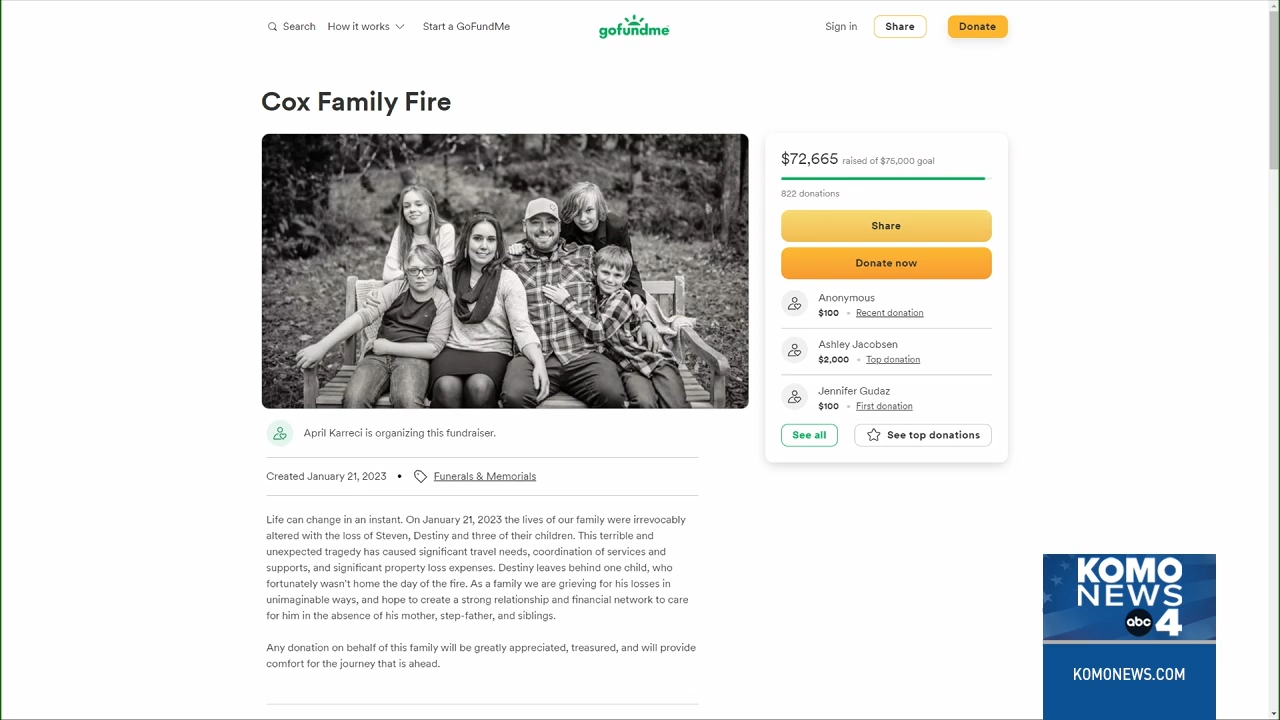 Search How it works Start a GoFundMe gofundme Sign in Share Donate
Cox Family Fire
$72,665 raised of $75,000 goal
822 donations
Share
Donate now
Anonymous
$100 • Recent donation
Ashley Jacobsen
$2,000 • Top donation
Jennifer Gudaz
$100 • First donation
See all See top donations
April Karreci is organizing this fundraiser.
Created January 21, 2023 • Funerals & Memorials
Life can change in an instant. On January 21, 2023 the lives of our family were irrevocably
altered with the loss of Steven, Destiny and three of their children. This terrible and
unexpected tragedy has caused significant travel needs, coordination of services and
supports, and significant property loss expenses. Destiny leaves behind one child, who
fortunately wasn't home the day of the fire. As a family we are grieving for his losses in
unimaginable ways, and hope to create a strong relationship and financial network to care
for him in the absence of his mother, step-father, and siblings.
Any donation on behalf of this family will be greatly appreciated, treasured, and will provide
comfort for the journey that is ahead.
KOMO
NEWS
abc 4
KOMONEWS.COM